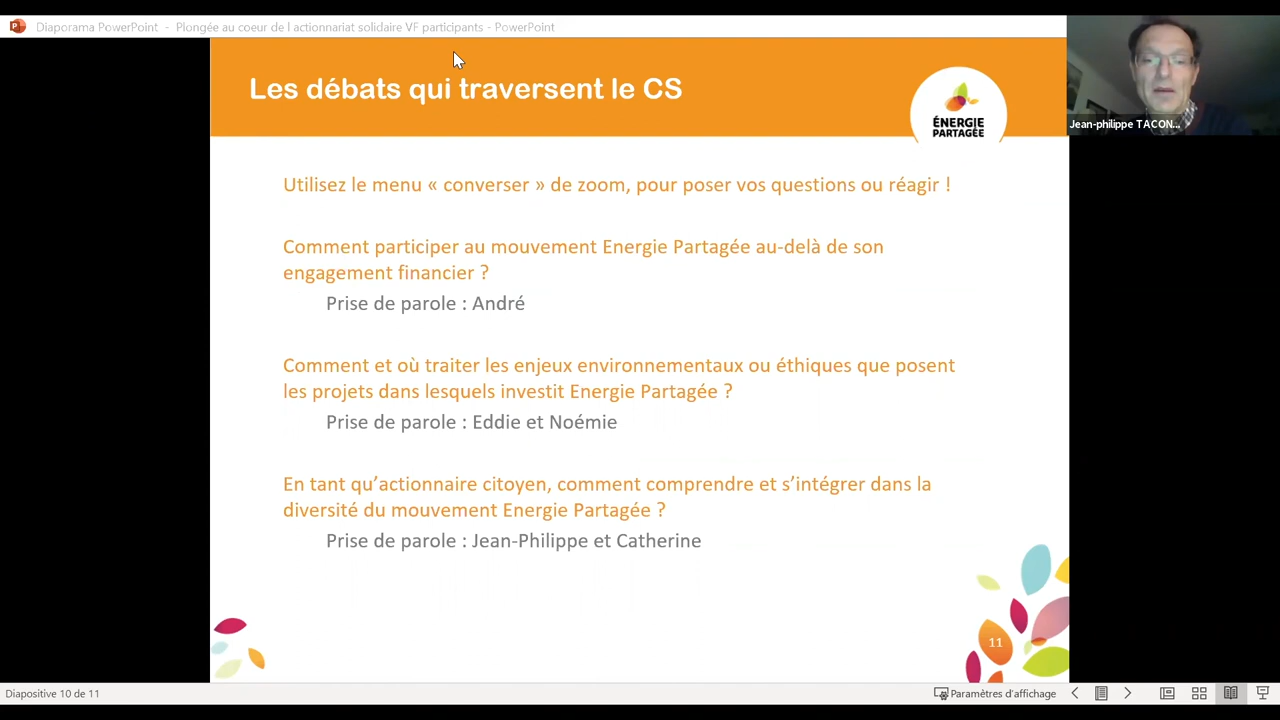 Diaporama PowerPoint - Plongée au coeur de l actionnariat solidaire VF participants - PowerPoint
Les débats qui traversent le CS
ÉNERGIE
PARTAGÉE
Jean-philippe TACON...
Utilisez le menu « converser » de zoom, pour poser vos questions ou réagir !
Comment participer au mouvement Energie Partagée au-delà de son
engagement financier ?
Prise de parole : André
Comment et où traiter les enjeux environnementaux ou éthiques que posent
les projets dans lesquels investit Energie Partagée ?
Prise de parole : Eddie et Noémie
En tant qu’actionnaire citoyen, comment comprendre et s’intégrer dans la
diversité du mouvement Energie Partagée ?
Prise de parole : Jean-Philippe et Catherine
11
Diapositive 10 de 11
Paramètres d'affichage